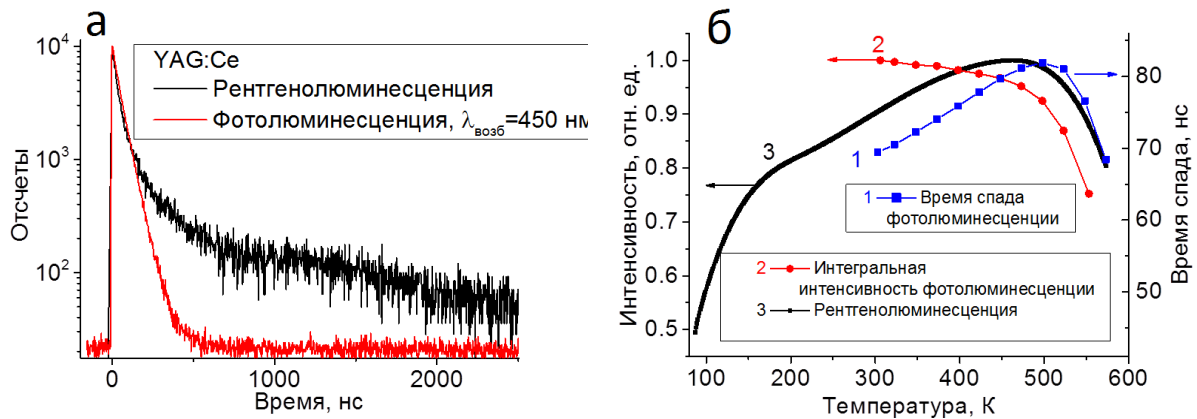 а
10⁴
10³
10²
Отсчеты
YAG:Ce
Рентгенолюминесценция
Фотолюминесценция, λвозб=450 нм
0
1000
2000
Время, нс
б
Интенсивность, отн. ед.
1.0
0.9
0.8
0.7
0.6
0.5
2
3
1
1 Время спада
фотолюминесценции
2 Интегральная
интенсивность фотолюминесценции
3 Рентгенолюминесценция
80
70
60
50
Время спада, нс
100 200 300 400 500 600
Температура, К